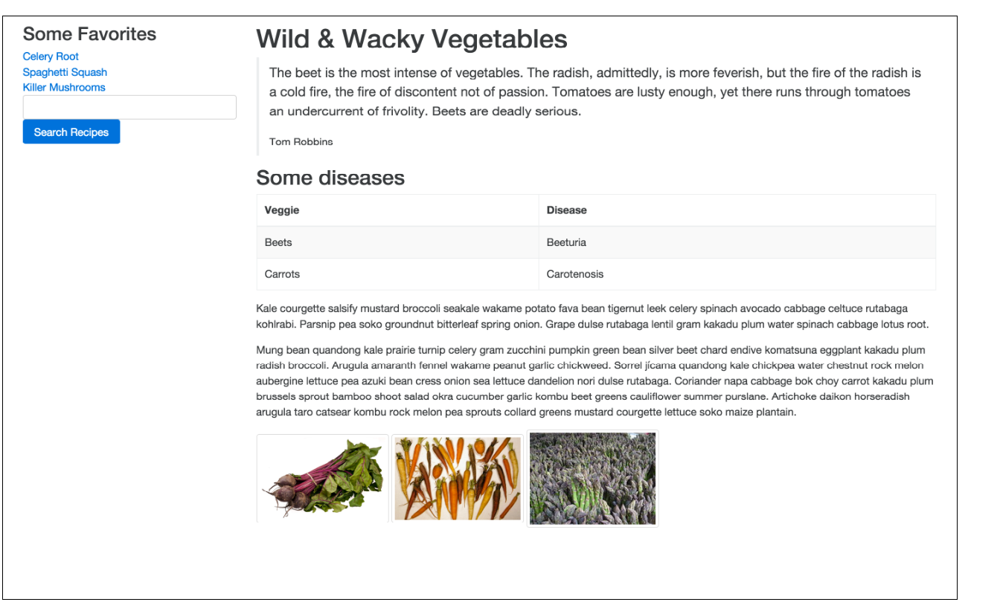 Some Favorites
Celery Root
Spaghetti Squash
Killer Mushrooms
Search Recipes
Wild & Wacky Vegetables
The beet is the most intense of vegetables. The radish, admittedly, is more feverish, but the fire of the radish is
a cold fire, the fire of discontent not of passion. Tomatoes are lusty enough, yet there runs through tomatoes
an undercurrent of frivolity. Beets are deadly serious.
Tom Robbins
Some diseases
Veggie Disease
Beets Beeturia
Carrots Carotenosis
Kale courgette salsify mustard broccoli seakale wakame potato fava bean tigernut leek celery spinach avocado cabbage celtuce rutabaga
kohlrabi. Parsnip pea soko groundnut bitterleaf spring onion. Grape dulse rutabaga lentil gram kakadu plum water spinach cabbage lotus root.
Mung bean quandong kale prairie turnip celery gram zucchini pumpkin green bean silver beet chard endive komatsuna eggplant kakadu plum
radish broccoli. Arugula amaranth fennel wakame peanut garlic chickweed. Sorrel jícama quandong kale chickpea water chestnut rock melon
aubergine lettuce pea azuki bean cress onion sea lettuce dandelion nori dulse rutabaga. Coriander napa cabbage bok choy carrot kakadu plum
brussels sprout bamboo shoot salad okra cucumber garlic kombu beet greens cauliflower summer purslane. Artichoke daikon horseradish
arugula taro catsear kombu rock melon pea sprouts collard greens mustard courgette lettuce soko maize plantain.